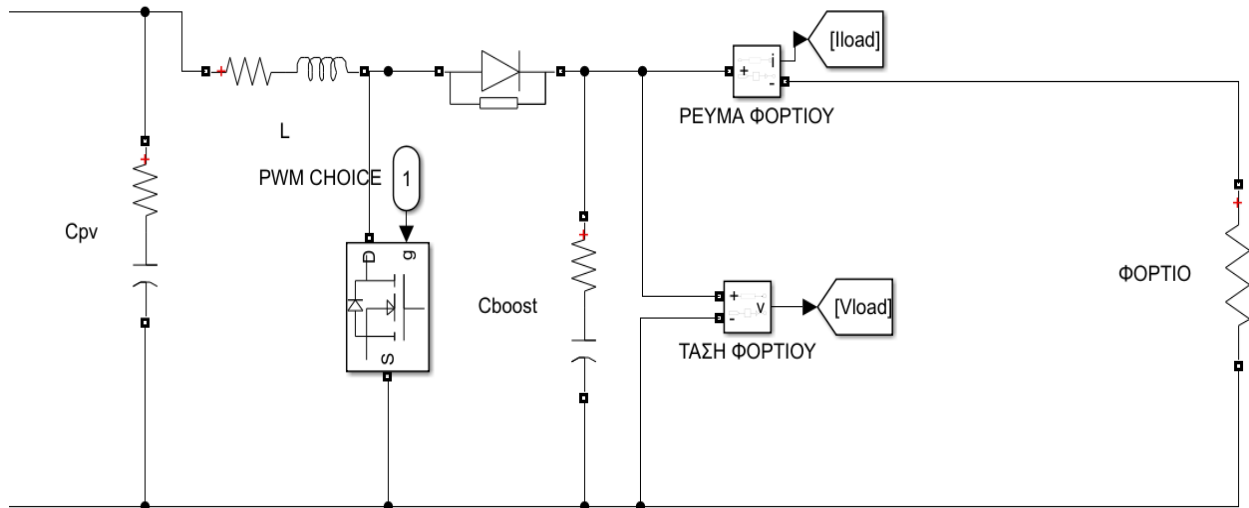 [Iload]
i
+
-
ΡΕΥΜΑ ΦΟΡΤΙΟΥ
+
L
PWM CHOICE
1
+
+
Cpv
D
g
S
+
Cboost
+
-
v
[Vload]
ΤΑΣΗ ΦΟΡΤΙΟΥ
ΦΟΡΤΙΟ